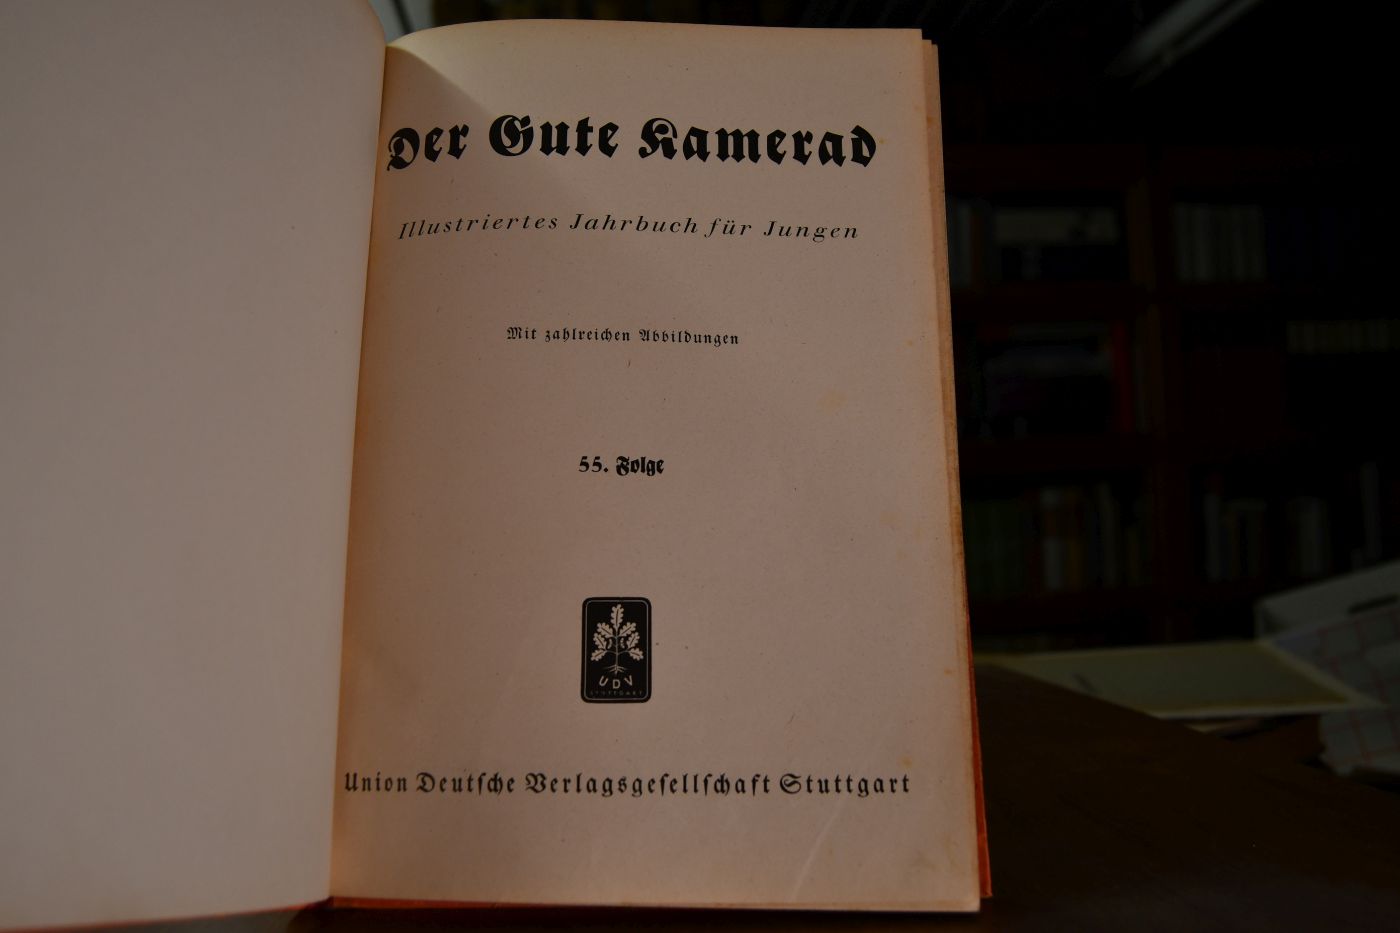 Der Gute Kamerad
Illustriertes Jahrbuch für Jungen
Mit zahlreichen Abbildungen
55. Folge
UDV
STUTTGART
Union Deutſche Verlagsgeſellſchaft Stuttgart